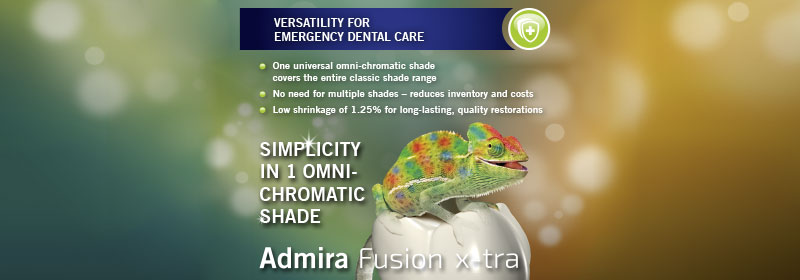 VERSATILITY FOR
EMERGENCY DENTAL CARE
One universal omni-chromatic shade
covers the entire classic shade range
No need for multiple shades – reduces inventory and costs
Low shrinkage of 1.25% for long-lasting, quality restorations
SIMPLICITY
IN 1 OMNI-
CHROMATIC
SHADE
Admira Fusion x-tra